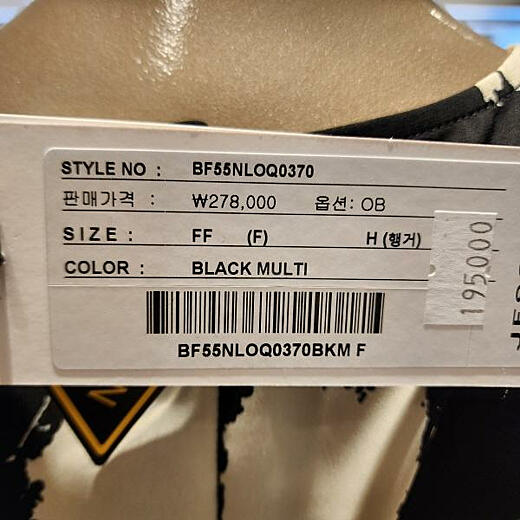 STYLE NO : BF55NLOQ0370
판매가격 : ₩278,000 옵션: OB
SIZE : FF (F) H (행거)
COLOR : BLACK MULTI
BF55NLOQ0370BKM F
195,000